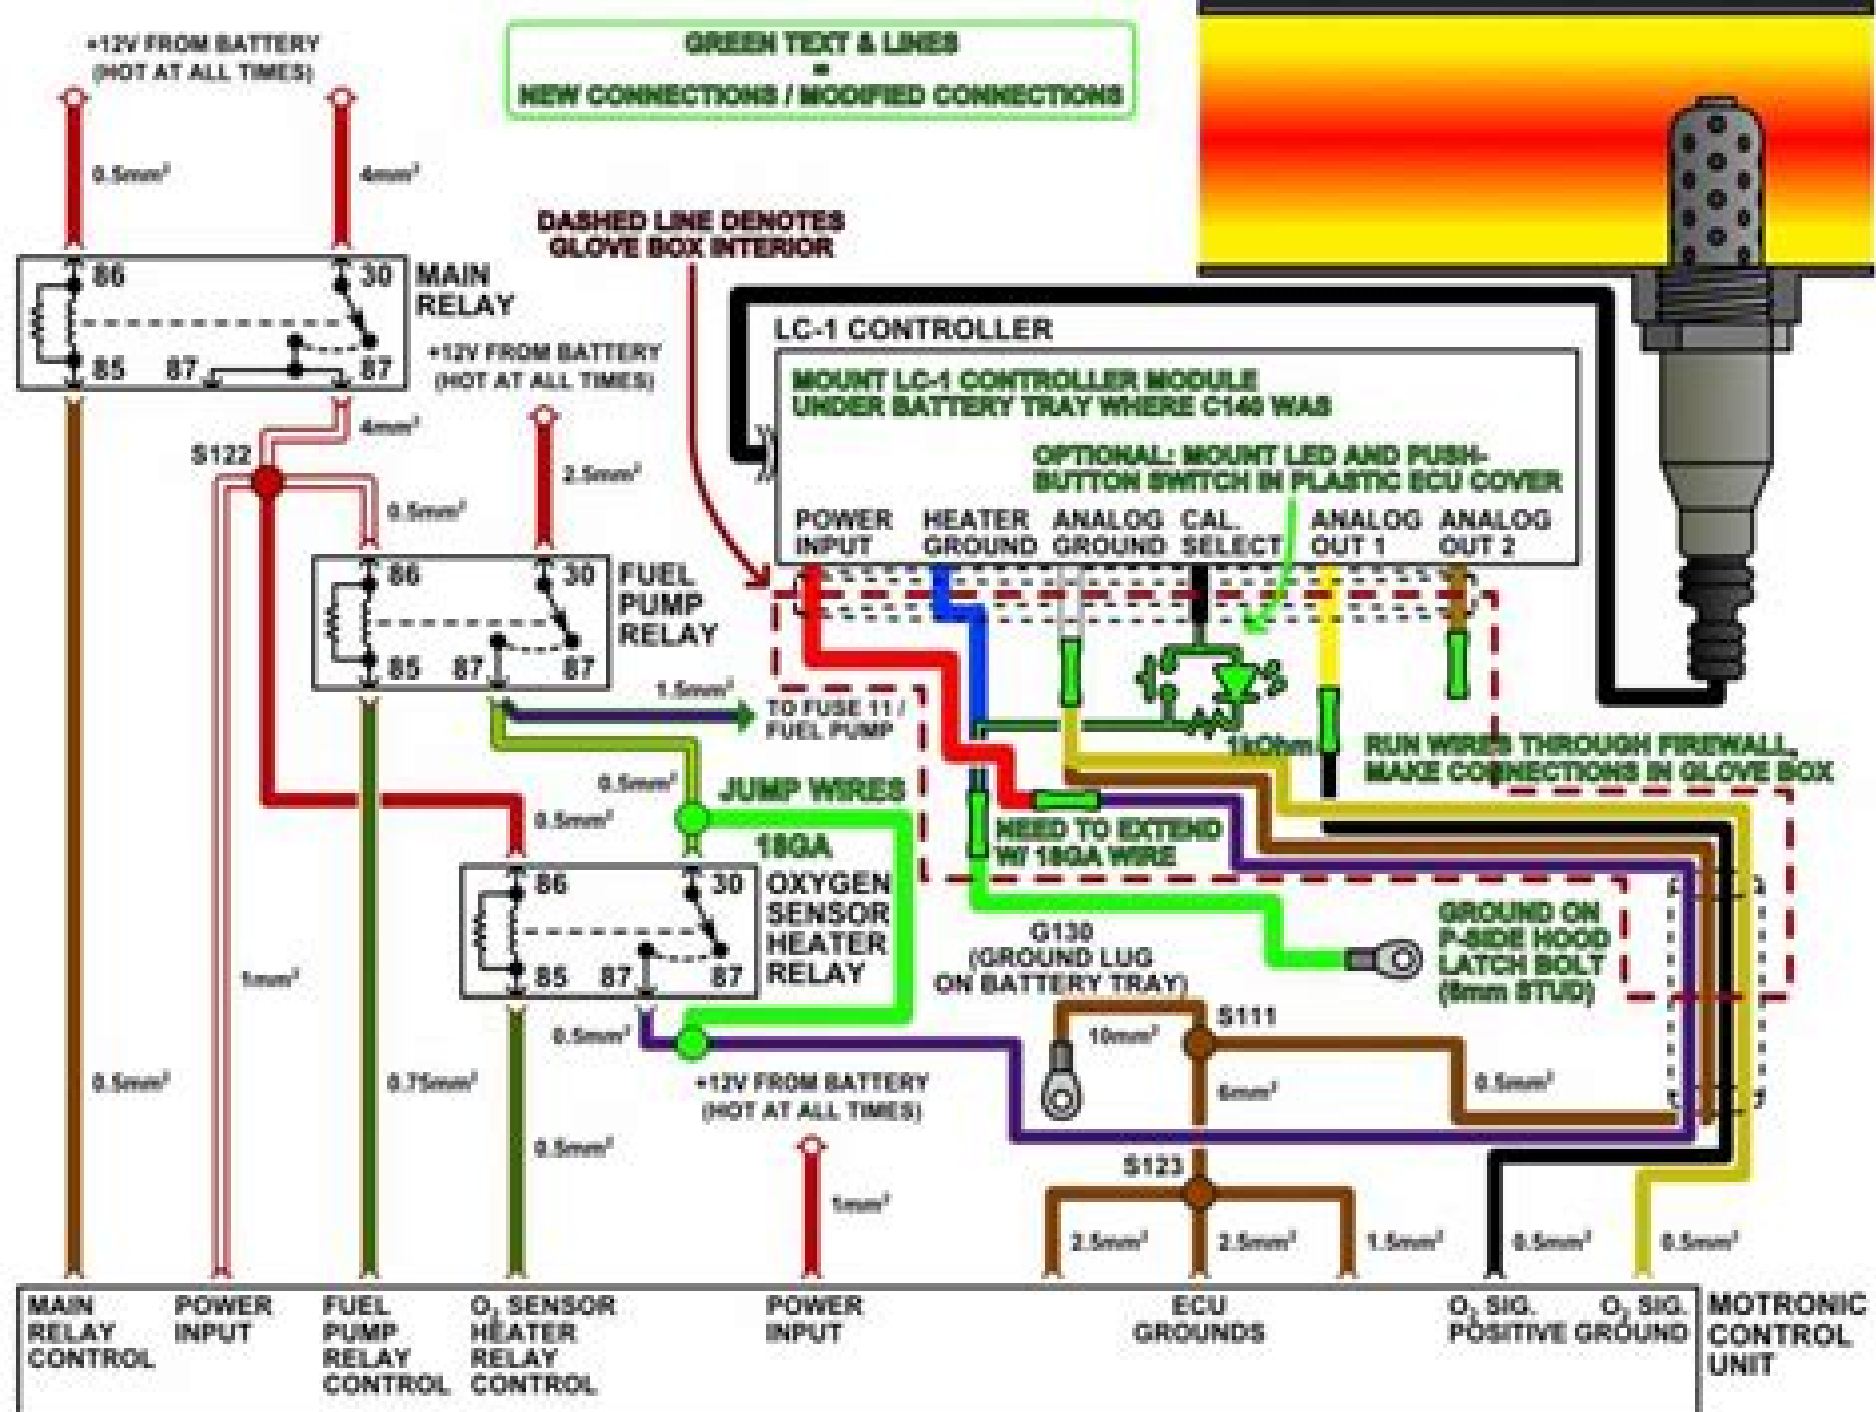 +12V FROM BATTERY
(HOT AT ALL TIMES)
GREEN TEXT & LINES
=
NEW CONNECTIONS / MODIFIED CONNECTIONS
0.5mm²
4mm²
DASHED LINE DENOTES
GLOVE BOX INTERIOR
86
30
MAIN
RELAY
85
87
87
LC-1 CONTROLLER
+12V FROM BATTERY
(HOT AT ALL TIMES)
MOUNT LC-1 CONTROLLER MODULE
UNDER BATTERY TRAY WHERE C140 WAS
4mm²
S122
2.5mm²
0.5mm²
OPTIONAL: MOUNT LED AND PUSH-
BUTTON SWITCH IN PLASTIC ECU COVER
POWER
INPUT
HEATER
GROUND
ANALOG
GROUND
CAL.
SELECT
ANALOG
OUT 1
ANALOG
OUT 2
86
30
FUEL
PUMP
RELAY
85
87
87
1.5mm²
TO FUSE 11 /
FUEL PUMP
1kOhm
RUN WIRES THROUGH FIREWALL,
MAKE CONNECTIONS IN GLOVE BOX
0.5mm²
JUMP WIRES
0.5mm²
18GA
NEED TO EXTEND
W/ 18GA WIRE
86
30
OXYGEN
SENSOR
HEATER
RELAY
85
87
87
G130
(GROUND LUG
ON BATTERY TRAY)
GROUND ON
P-SIDE HOOD
LATCH BOLT
(6mm STUD)
1mm²
0.5mm²
S111
10mm²
0.5mm²
0.75mm²
+12V FROM BATTERY
(HOT AT ALL TIMES)
6mm²
0.5mm²
0.5mm²
S123
1mm²
2.5mm²
2.5mm²
1.5mm²
0.5mm²
0.5mm²
MAIN
RELAY
CONTROL
POWER
INPUT
FUEL
PUMP
RELAY
CONTROL
O₂ SENSOR
HEATER
RELAY
CONTROL
POWER
INPUT
ECU
GROUNDS
O₂ SIG.
POSITIVE
O₂ SIG.
GROUND
MOTRONIC
CONTROL
UNIT